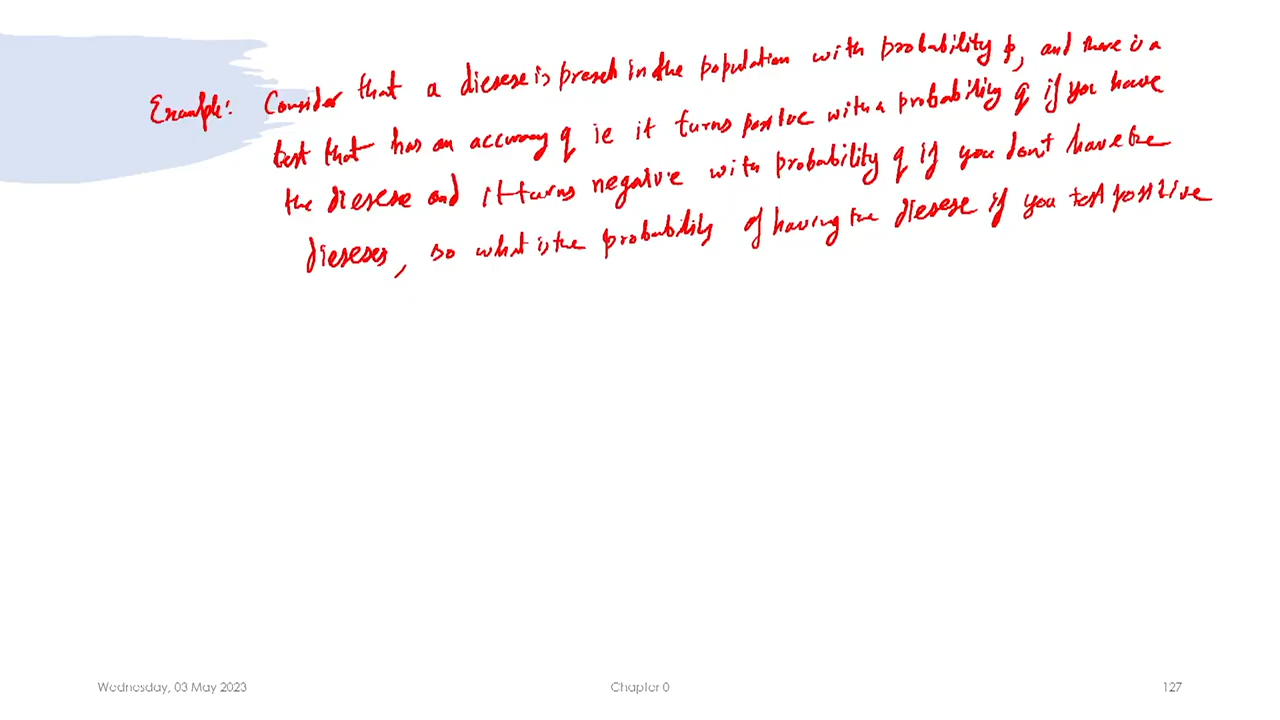 Example: Consider that a diesese is present in the population with probability p, and there is a
test that has an accuracy q ie it turns positive with a probability q if you have
the diesese and it turns negative with probability q if you don't have the
dieseses, so what is the probability of having the diesese if you test positive
Wednesday, 03 May 2023
Chapter 0
127